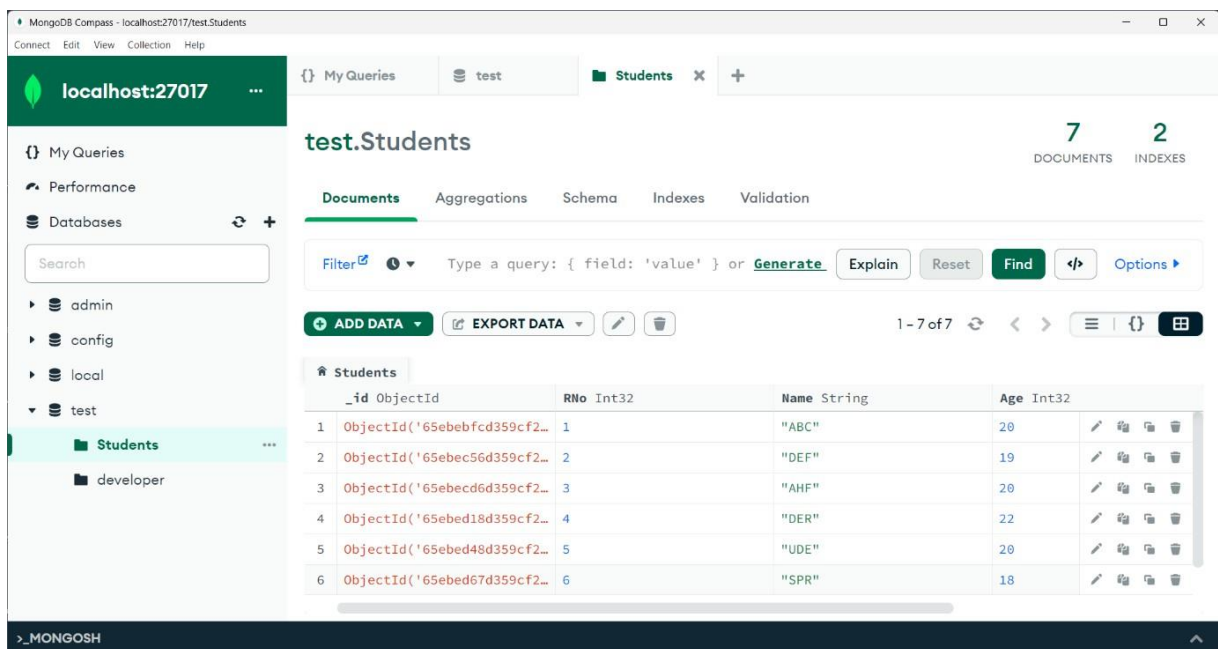 MongoDB Compass - localhost:27017/test.Students
Connect Edit View Collection Help
localhost:27017 ...
{} My Queries
Performance
Databases
Search
admin
config
local
test
Students ...
developer
{} My Queries test Students
test.Students
7 DOCUMENTS
2 INDEXES
Documents Aggregations Schema Indexes Validation
Filter Type a query: { field: 'value' } or Generate Explain Reset Find </> Options
ADD DATA EXPORT DATA 1 – 7 of 7 {}
Students
_id ObjectId RNo Int32 Name String Age Int32
1 ObjectId('65ebebfcd359cf2… 1 "ABC" 20
2 ObjectId('65ebec56d359cf2… 2 "DEF" 19
3 ObjectId('65ebecd6d359cf2… 3 "AHF" 20
4 ObjectId('65ebed18d359cf2… 4 "DER" 22
5 ObjectId('65ebed48d359cf2… 5 "UDE" 20
6 ObjectId('65ebed67d359cf2… 6 "SPR" 18
>_MONGOSH